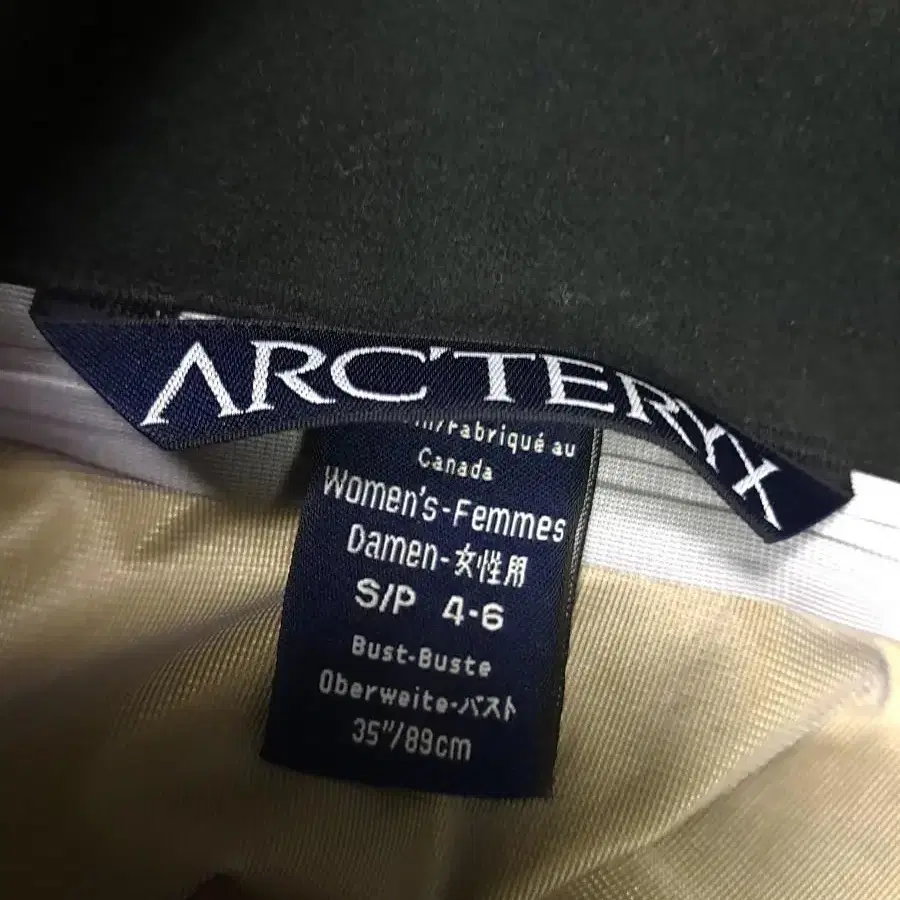 ARC'TERYX
in/Fabriqué au
Canada
Women's-Femmes
Damen-女性用
S/P 4-6
Bust-Buste
Oberweite-バスト
35"/89cm